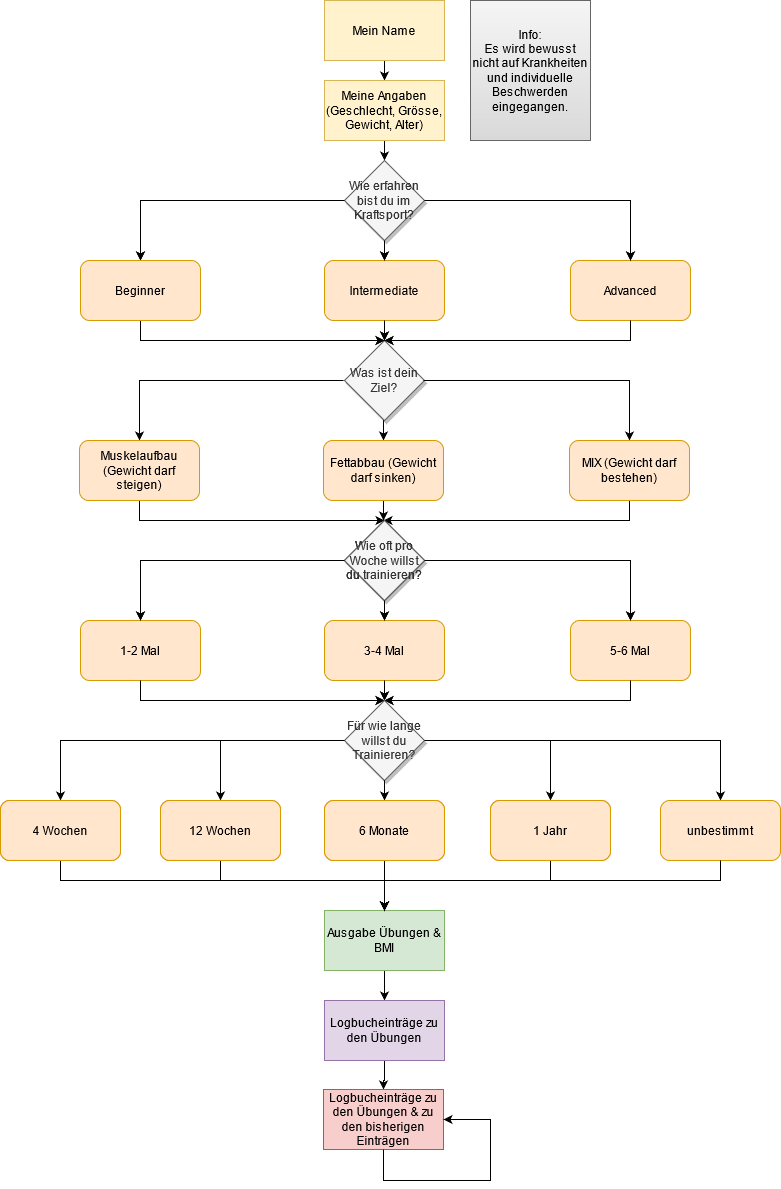 Mein Name
Info:
Es wird bewusst
nicht auf Krankheiten
und individuelle
Beschwerden
eingegangen.
Meine Angaben
(Geschlecht, Grösse,
Gewicht, Alter)
Wie erfahren
bist du im
Kraftsport?
Beginner
Intermediate
Advanced
Was ist dein
Ziel?
Muskelaufbau
(Gewicht darf
steigen)
Fettabbau (Gewicht
darf sinken)
MIX (Gewicht darf
bestehen)
Wie oft pro
Woche willst
du trainieren?
1-2 Mal
3-4 Mal
5-6 Mal
Für wie lange
willst du
Trainieren?
4 Wochen
12 Wochen
6 Monate
1 Jahr
unbestimmt
Ausgabe Übungen &
BMI
Logbucheinträge zu
den Übungen
Logbucheinträge zu
den Übungen & zu
den bisherigen
Einträgen